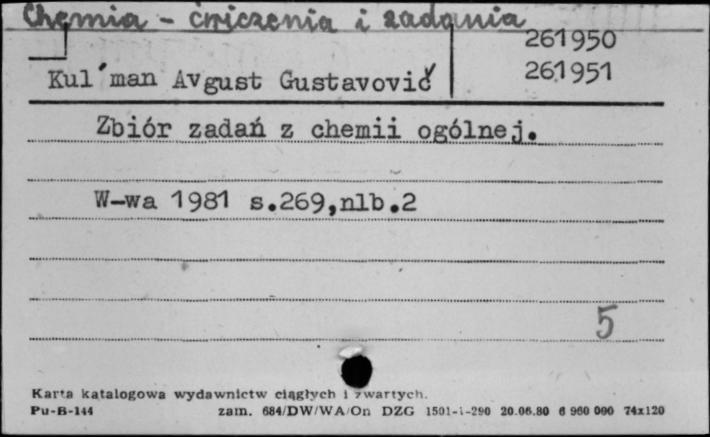 Chemia - ćwiczenia i zadania
261950
Kul'man Avgust Gustavovič 261951
Zbiór zadań z chemii ogólnej.
W-wa 1981 s.269,nlb.2
5
Karta katalogowa wydawnictw ciągłych i zwartych.
Pu-B-144 zam. 684/DW/WA/On DZG 1501-i-290 20.06.80 6 960 000 74x120